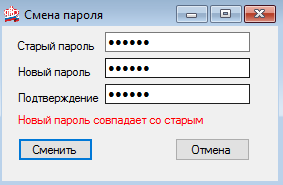 Смена пароля
Старый пароль ••••••
Новый пароль ••••••
Подтверждение ••••••
Новый пароль совпадает со старым
Сменить Отмена